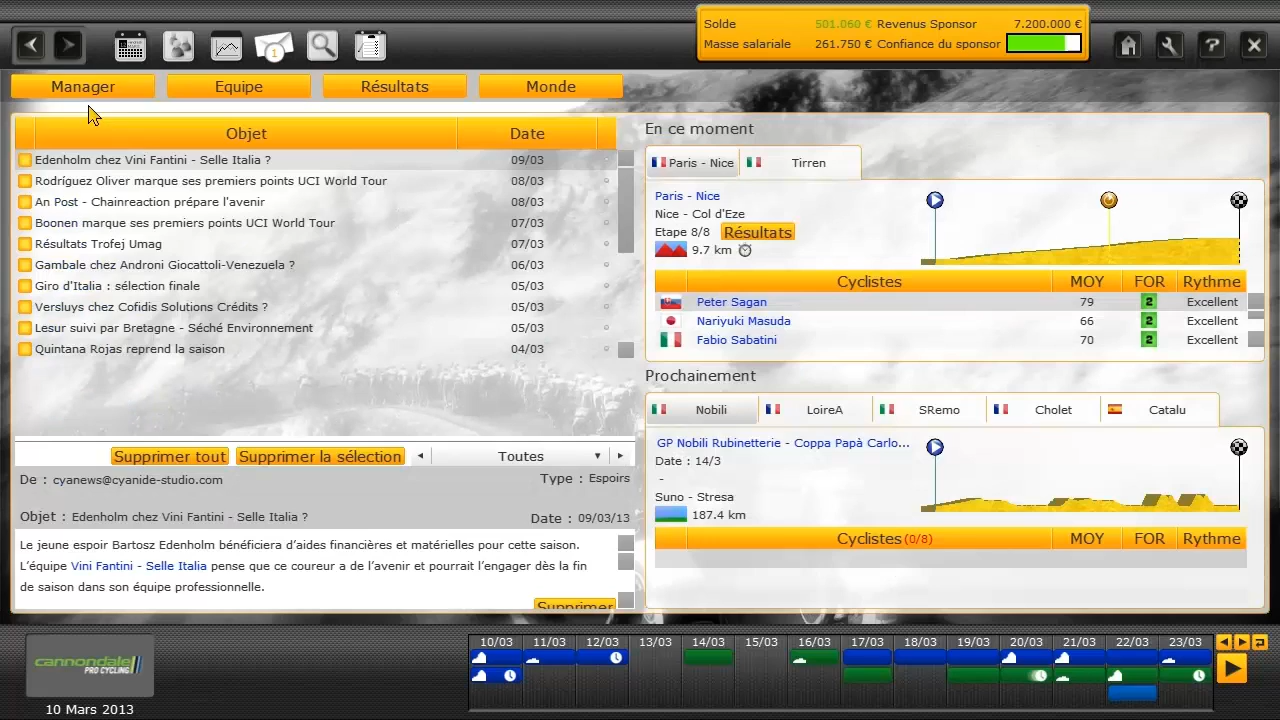 Solde 501.060 € Revenus Sponsor 7.200.000 €
Masse salariale 261.750 € Confiance du sponsor
1
Manager Equipe Résultats Monde
Objet Date
Edenholm chez Vini Fantini - Selle Italia ? 09/03
Rodríguez Oliver marque ses premiers points UCI World Tour 08/03
An Post - Chainreaction prépare l'avenir 08/03
Boonen marque ses premiers points UCI World Tour 07/03
Résultats Trofej Umag 07/03
Gambale chez Androni Giocattoli-Venezuela ? 06/03
Giro d'Italia : sélection finale 05/03
Versluys chez Cofidis Solutions Crédits ? 05/03
Lesur suivi par Bretagne - Séché Environnement 05/03
Quintana Rojas reprend la saison 04/03
Supprimer tout Supprimer la sélection Toutes
De : cyanews@cyanide-studio.com Type : Espoirs
Objet : Edenholm chez Vini Fantini - Selle Italia ? Date : 09/03/13
Le jeune espoir Bartosz Edenholm bénéficiera d'aides financières et matérielles pour cette saison.
L'équipe Vini Fantini - Selle Italia pense que ce coureur a de l'avenir et pourrait l'engager dès la fin
de saison dans son équipe professionnelle.
Supprimer
En ce moment
Paris - Nice Tirren
Paris - Nice
Nice - Col d'Eze
Etape 8/8 Résultats
9.7 km
Cyclistes MOY FOR Rythme
Peter Sagan 79 2 Excellent
Nariyuki Masuda 66 2 Excellent
Fabio Sabatini 70 2 Excellent
Prochainement
Nobili LoireA SRemo Cholet Catalu
GP Nobili Rubinetterie - Coppa Papà Carlo...
Date : 14/3
-
Suno - Stresa
187.4 km
Cyclistes (0/8) MOY FOR Rythme
cannondale
PRO CYCLING
10 Mars 2013
10/03 11/03 12/03 13/03 14/03 15/03 16/03 17/03 18/03 19/03 20/03 21/03 22/03 23/03